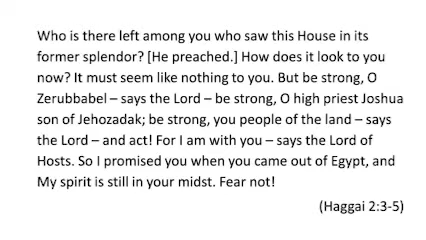 Who is there left among you who saw this House in its
former splendor? [He preached.] How does it look to you
now? It must seem like nothing to you. But be strong, O
Zerubbabel – says the Lord – be strong, O high priest Joshua
son of Jehozadak; be strong, you people of the land – says
the Lord – and act! For I am with you – says the Lord of
Hosts. So I promised you when you came out of Egypt, and
My spirit is still in your midst. Fear not!
(Haggai 2:3-5)